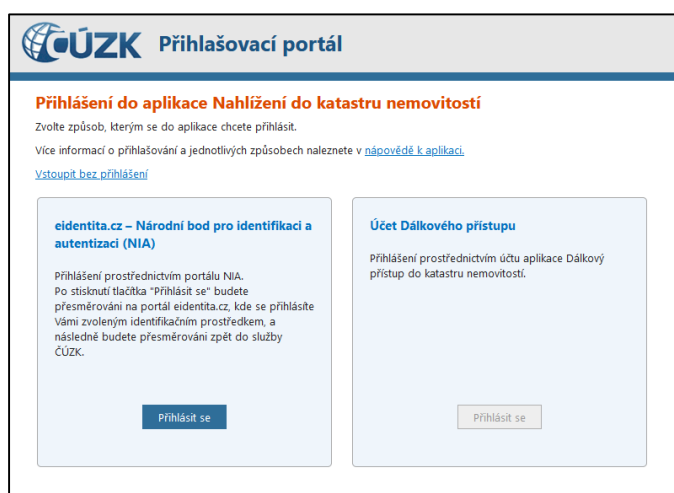 ČÚZK Přihlašovací portál
Přihlášení do aplikace Nahlížení do katastru nemovitostí
Zvolte způsob, kterým se do aplikace chcete přihlásit.
Více informací o přihlašování a jednotlivých způsobech naleznete v nápovědě k aplikaci.
Vstoupit bez přihlášení
eidentita.cz – Národní bod pro identifikaci a
autentizaci (NIA)
Přihlášení prostřednictvím portálu NIA.
Po stisknutí tlačítka "Přihlásit se" budete
přesměrováni na portál eidentita.cz, kde se přihlásíte
Vámi zvoleným identifikačním prostředkem, a
následně budete přesměrováni zpět do služby
ČÚZK.
Přihlásit se
Účet Dálkového přístupu
Přihlášení prostřednictvím účtu aplikace Dálkový
přístup do katastru nemovitostí.
Přihlásit se